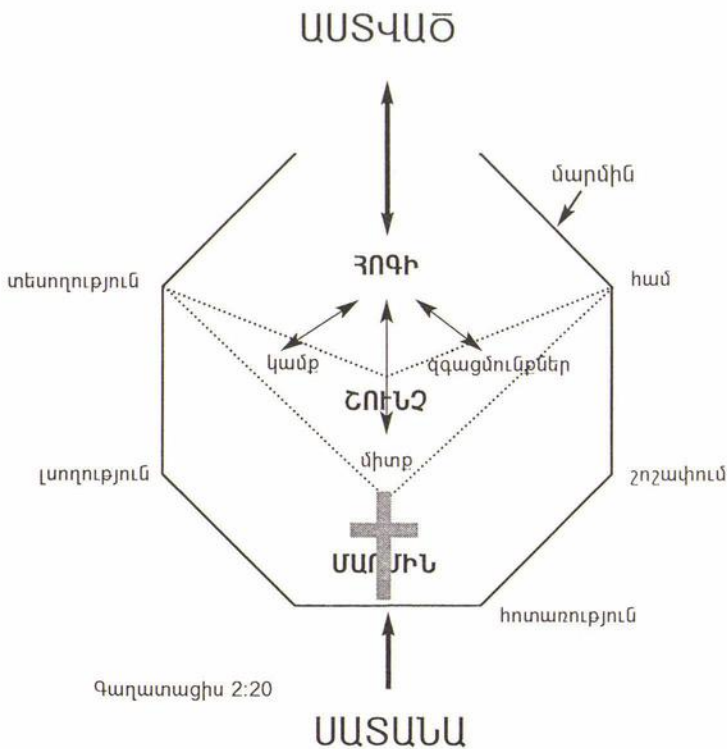 ԱՍՏՎԱԾ
մարմին
ՀՈԳԻ
տեսողություն
համ
կամք
զգացմունքներ
ՇՈՒՆՉ
միտք
լսողություն
շոշափում
ՄԱՐՄԻՆ
հոտառություն
Գաղատացիս 2:20
ՍԱՏԱՆԱ